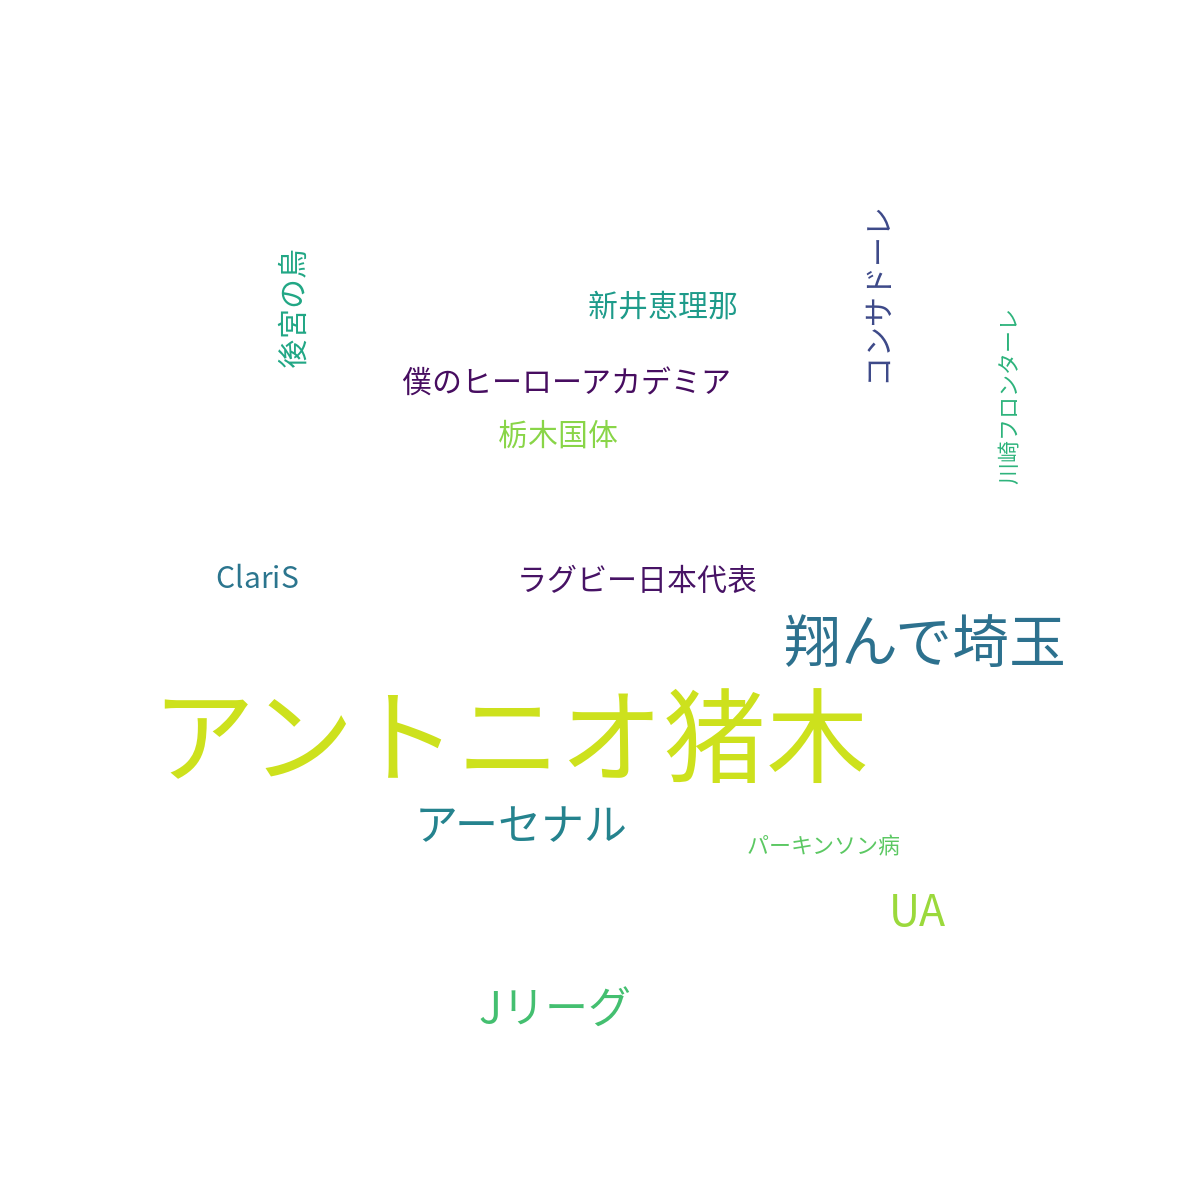 コンサドーレ
後宮の烏
新井恵理那
川崎フロンターレ
僕のヒーローアカデミア
栃木国体
ClariS
ラグビー日本代表
翔んで埼玉
アントニオ猪木
アーセナル
パーキンソン病
UA
Jリーグ